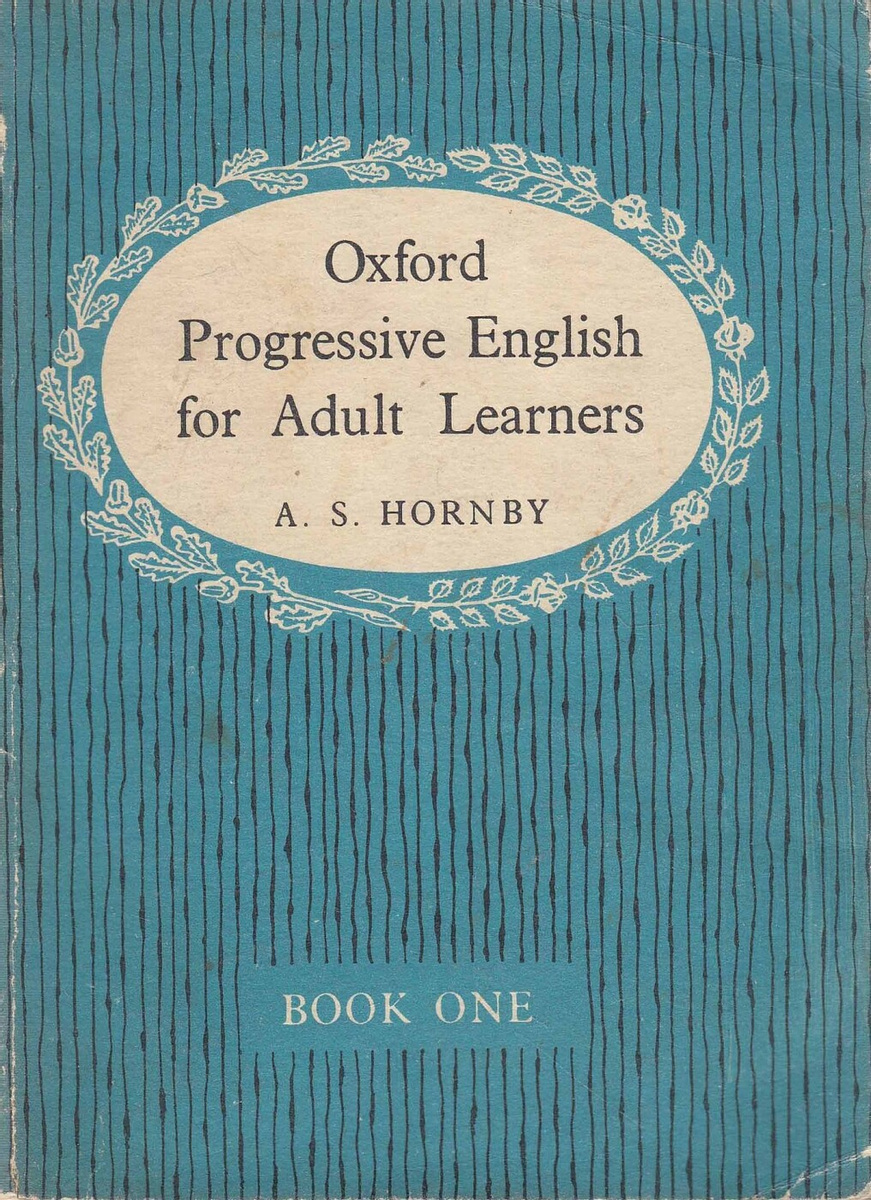 Oxford
Progressive English
for Adult Learners
A. S. HORNBY
BOOK ONE